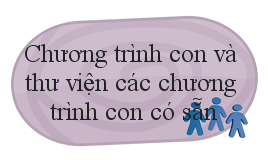 Chương trình con và
thư viện các chương
trình con có sẵn